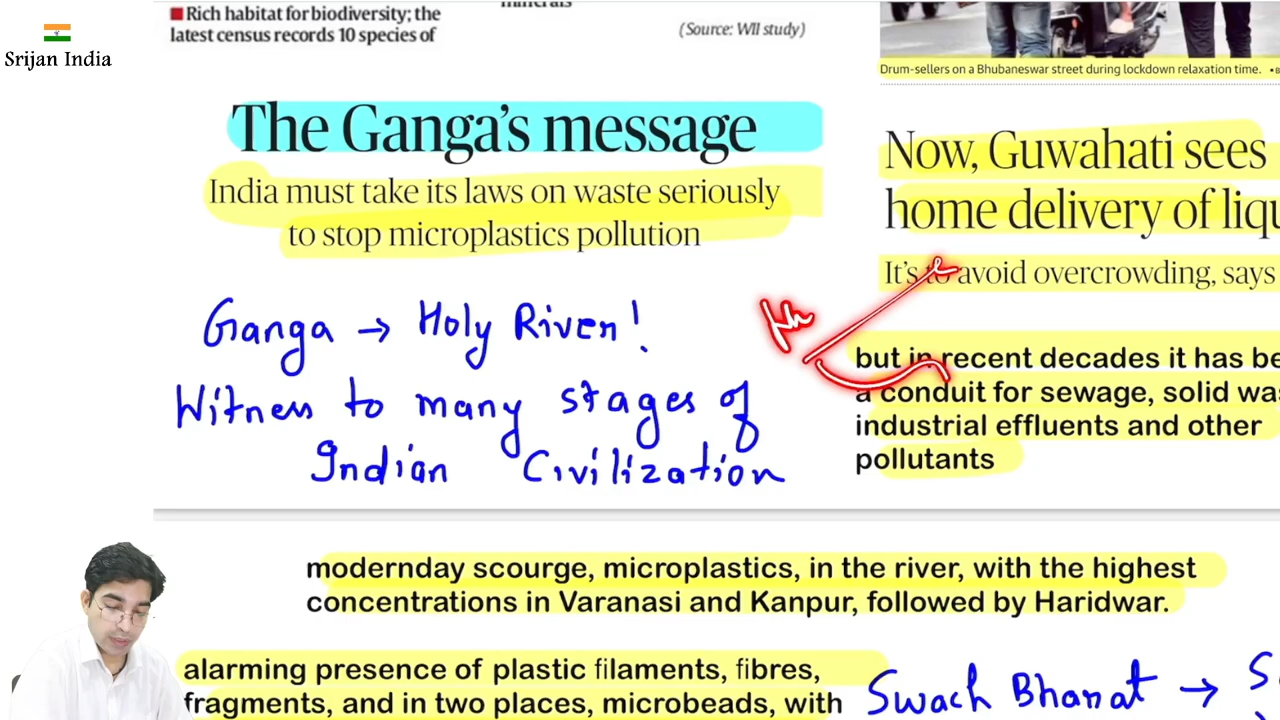 Rich habitat for biodiversity; the
latest census records 10 species of
minerals
(Source: WII study)
Srijan India
Drum-sellers on a Bhubaneswar street during lockdown relaxation time.
The Ganga's message
India must take its laws on waste seriously
to stop microplastics pollution
Now, Guwahati sees
home delivery of liqu
It's to avoid overcrowding, says
Ganga → Holy River!
Witness to many stages of
Indian Civilization
but in recent decades it has be
a conduit for sewage, solid was
industrial effluents and other
pollutants
modernday scourge, microplastics, in the river, with the highest
concentrations in Varanasi and Kanpur, followed by Haridwar.
alarming presence of plastic filaments, fibres,
fragments, and in two places, microbeads, with
Swach Bharat →